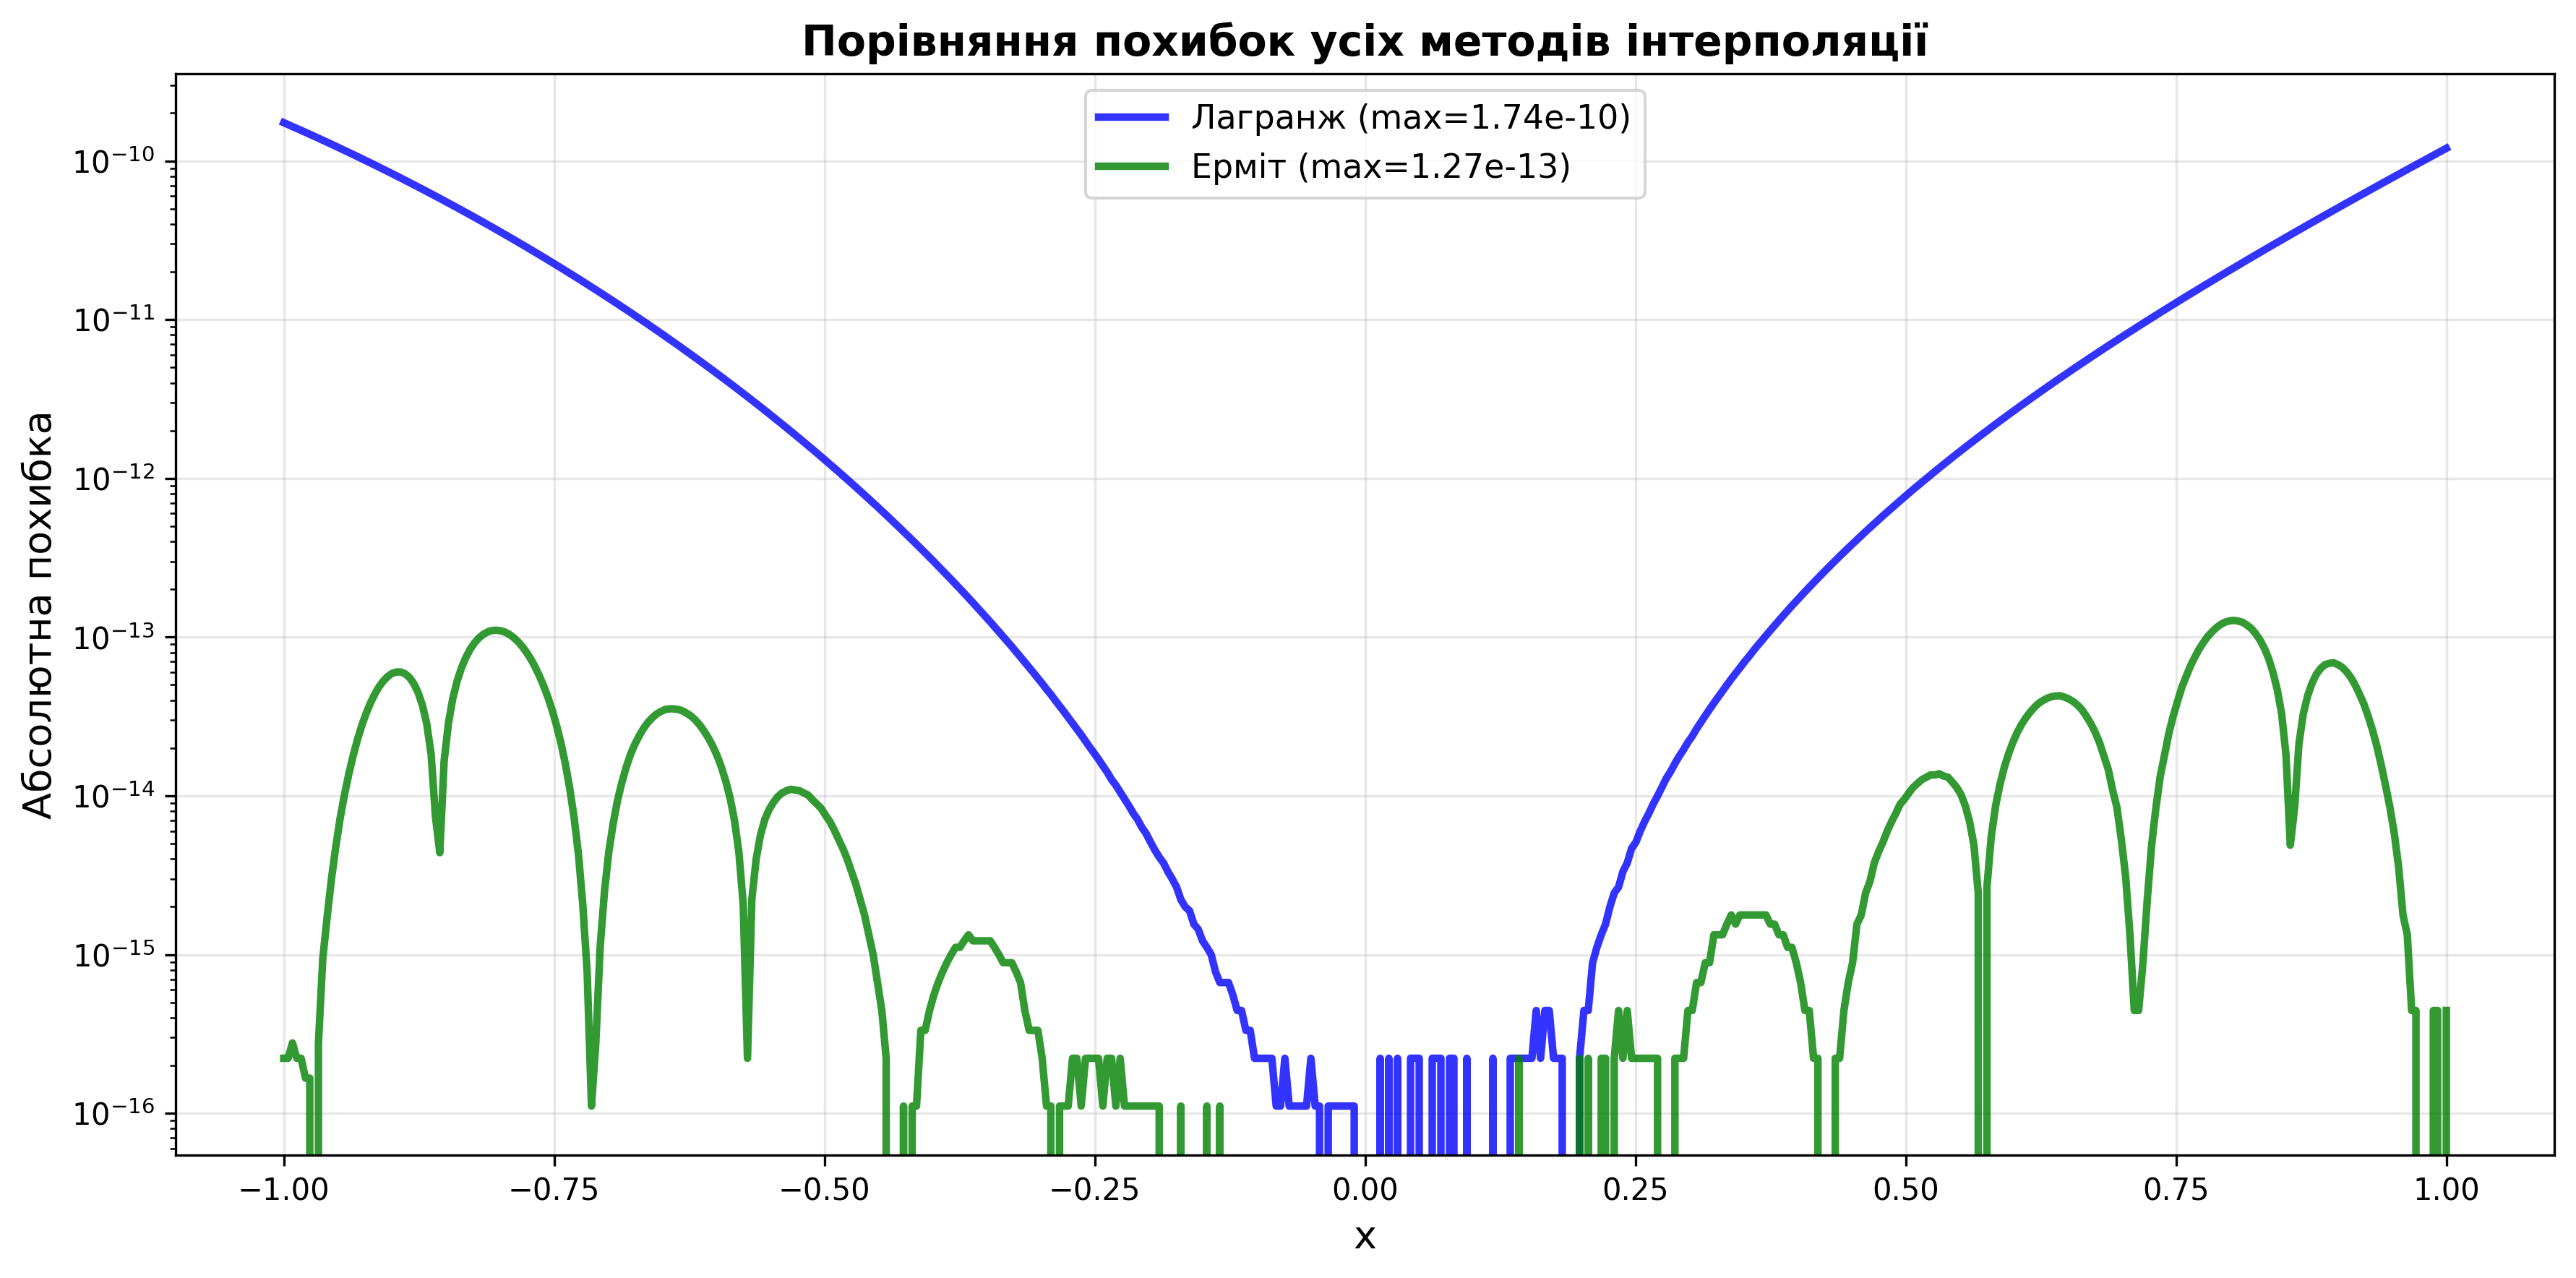 Порівняння похибок усіх методів інтерполяції
Лагранж (max=1.74e-10)
Ерміт (max=1.27e-13)
Абсолютна похибка
10⁻¹⁰
10⁻¹¹
10⁻¹²
10⁻¹³
10⁻¹⁴
10⁻¹⁵
10⁻¹⁶
−1.00 −0.75 −0.50 −0.25 0.00 0.25 0.50 0.75 1.00
x